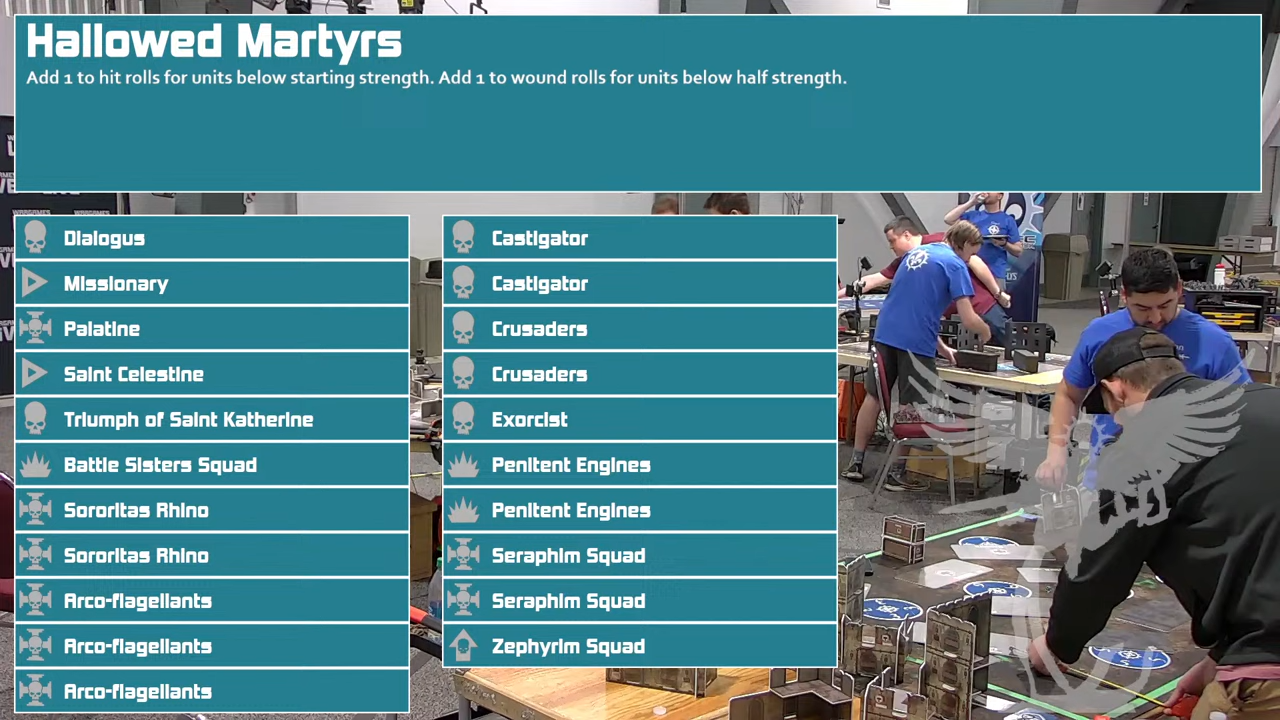 Hallowed Martyrs
Add 1 to hit rolls for units below starting strength. Add 1 to wound rolls for units below half strength.
Dialogus
Missionary
Palatine
Saint Celestine
Triumph of Saint Katherine
Battle Sisters Squad
Sororitas Rhino
Sororitas Rhino
Arco-flagellants
Arco-flagellants
Arco-flagellants
Castigator
Castigator
Crusaders
Crusaders
Exorcist
Penitent Engines
Penitent Engines
Seraphim Squad
Seraphim Squad
Zephyrim Squad